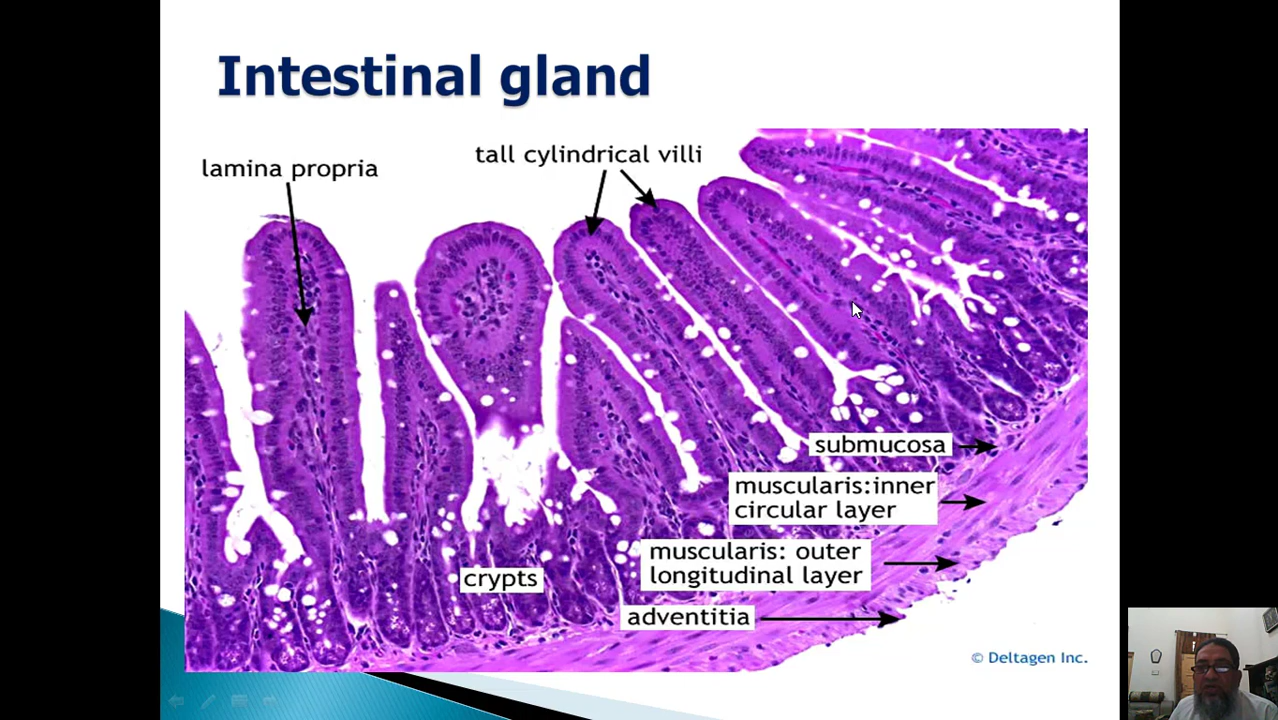 Intestinal gland
lamina propria
tall cylindrical villi
submucosa
muscularis:inner
circular layer
muscularis: outer
longitudinal layer
crypts
adventitia
© Deltagen Inc.